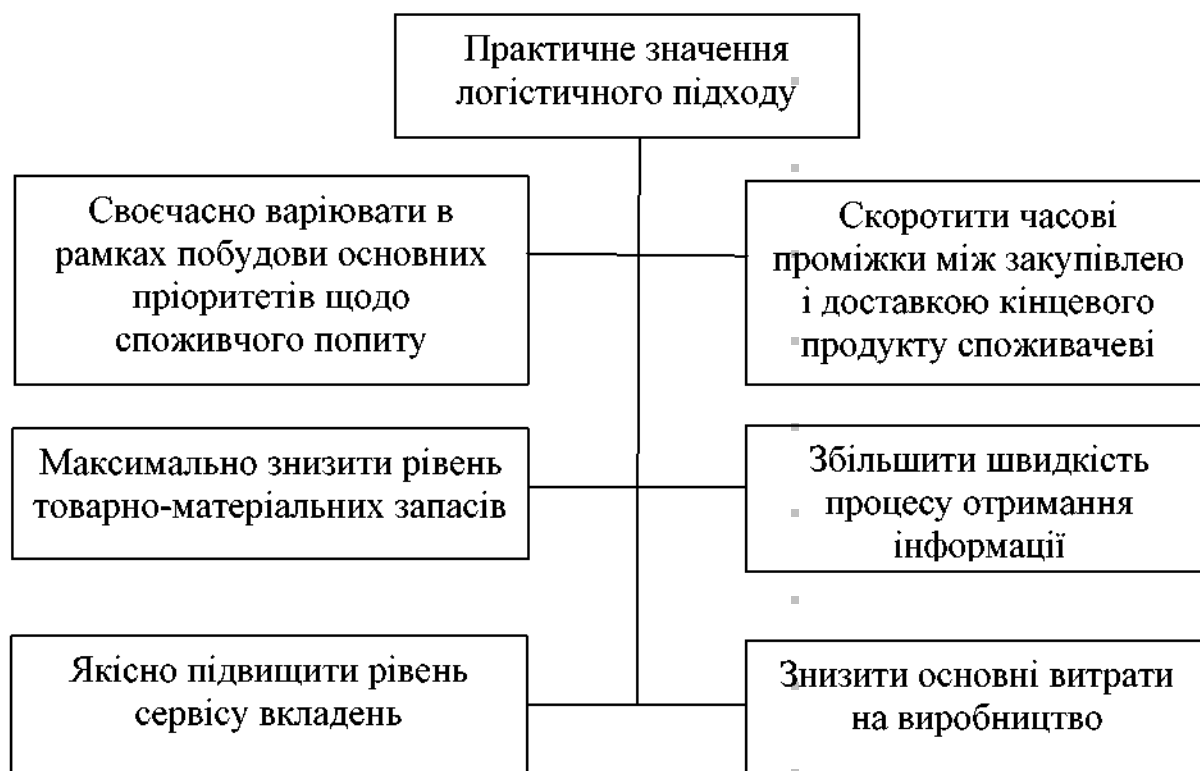 Практичне значення
логістичного підходу
Своєчасно варіювати в
рамках побудови основних
пріоритетів щодо
споживчого попиту
Скоротити часові
проміжки між закупівлею
і доставкою кінцевого
продукту споживачеві
Максимально знизити рівень
товарно-матеріальних запасів
Збільшити швидкість
процесу отримання
інформації
Якісно підвищити рівень
сервісу вкладень
Знизити основні витрати
на виробництво